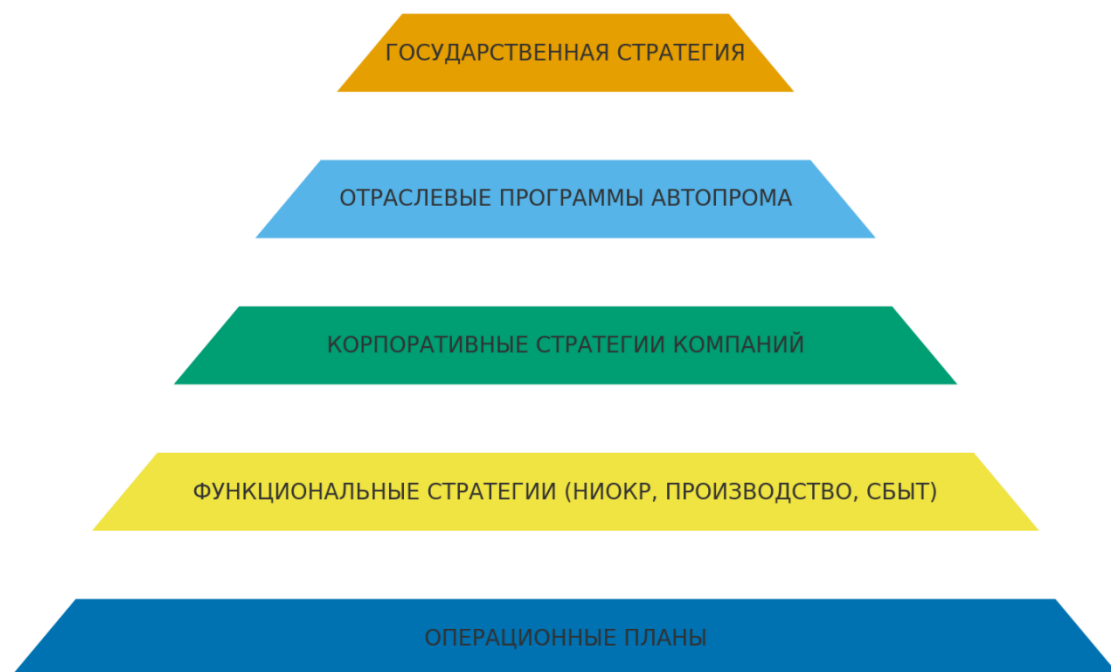 ГОСУДАРСТВЕННАЯ СТРАТЕГИЯ
ОТРАСЛЕВЫЕ ПРОГРАММЫ АВТОПРОМА
КОРПОРАТИВНЫЕ СТРАТЕГИИ КОМПАНИЙ
ФУНКЦИОНАЛЬНЫЕ СТРАТЕГИИ (НИОКР, ПРОИЗВОДСТВО, СБЫТ)
ОПЕРАЦИОННЫЕ ПЛАНЫ